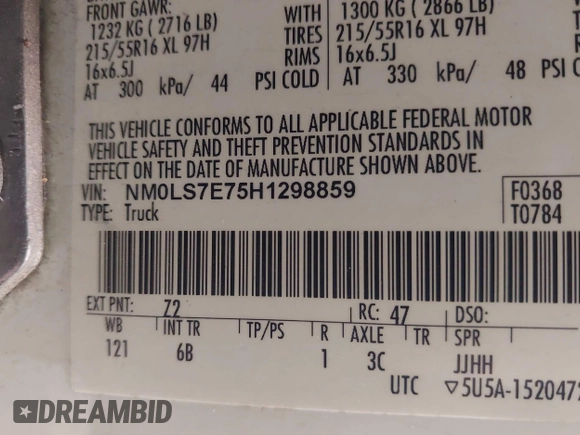 FRONT GAWR:
1232 KG ( 2716 LB)
215/55R16 XL 97H
16x6.5J
AT 300 kPa/ 44 PSI COLD
WITH 1300 KG ( 2866 LB)
TIRES 215/55R16 XL 97H
RIMS 16x6.5J
AT 330 kPa/ 48 PSI
THIS VEHICLE CONFORMS TO ALL APPLICABLE FEDERAL MOTOR
VEHICLE SAFETY AND THEFT PREVENTION STANDARDS IN
EFFECT ON THE DATE OF MANUFACTURE SHOWN ABOVE.
VIN: NM0LS7E75H1298859
TYPE: Truck
F0368
T0784
EXT PNT: Z2 RC: 47 DSO:
WB INT TR TP/PS R AXLE TR SPR
121 6B 1 3C JJHH
UTC ▽5U5A-1520472
DREAMBID